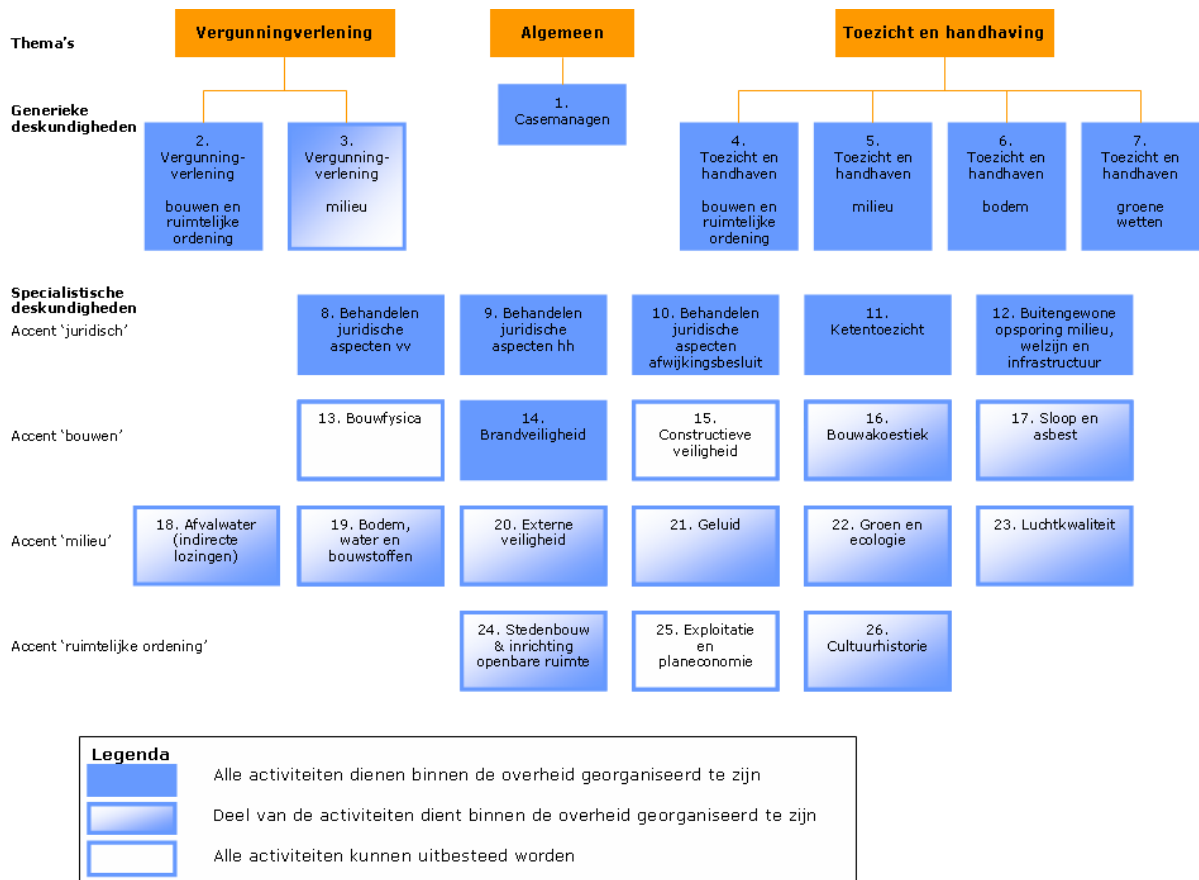 Thema's
Vergunningverlening
Algemeen
Toezicht en handhaving
Generieke
deskundigheden
1.
Casemanagen
2.
Vergunning-
verlening
bouwen en
ruimtelijke
ordening
3.
Vergunning-
verlening
milieu
4.
Toezicht en
handhaven
bouwen en
ruimtelijke
ordening
5.
Toezicht en
handhaven
milieu
6.
Toezicht en
handhaven
bodem
7.
Toezicht en
handhaven
groene
wetten
Specialistische
deskundigheden
Accent ‘juridisch’
8. Behandelen
juridische
aspecten vv
9. Behandelen
juridische
aspecten hh
10. Behandelen
juridische
aspecten
afwijkingsbesluit
11.
Ketentoezicht
12. Buitengewone
opsporing milieu,
welzijn en
infrastructuur
Accent ‘bouwen’
13. Bouwfysica
14.
Brandveiligheid
15.
Constructieve
veiligheid
16.
Bouwakoestiek
17. Sloop en
asbest
Accent ‘milieu’
18. Afvalwater
(indirecte
lozingen)
19. Bodem,
water en
bouwstoffen
20. Externe
veiligheid
21. Geluid
22. Groen en
ecologie
23. Luchtkwaliteit
Accent ‘ruimtelijke ordening’
24. Stedenbouw
& inrichting
openbare ruimte
25. Exploitatie
en
planeconomie
26.
Cultuurhistorie
Legenda
Alle activiteiten dienen binnen de overheid georganiseerd te zijn
Deel van de activiteiten dient binnen de overheid georganiseerd te zijn
Alle activiteiten kunnen uitbesteed worden